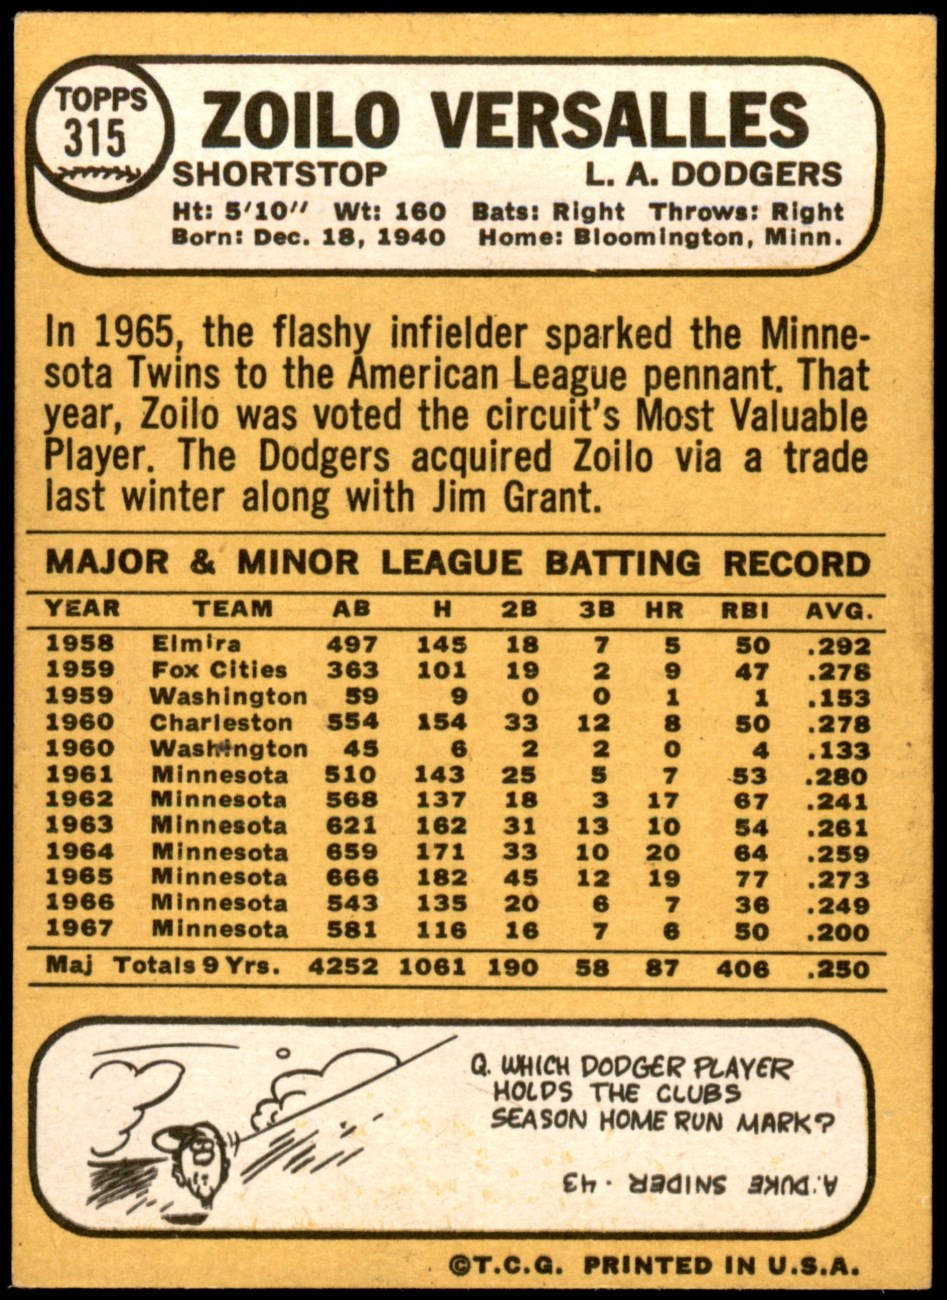 TOPPS
315
ZOILO VERSALLES
SHORTSTOP L. A. DODGERS
Ht: 5'10" Wt: 160 Bats: Right Throws: Right
Born: Dec. 18, 1940 Home: Bloomington, Minn.
In 1965, the flashy infielder sparked the Minne-
sota Twins to the American League pennant. That
year, Zoilo was voted the circuit's Most Valuable
Player. The Dodgers acquired Zoilo via a trade
last winter along with Jim Grant.
MAJOR & MINOR LEAGUE BATTING RECORD
YEAR TEAM AB H 2B 3B HR RBI AVG.
1958 Elmira 497 145 18 7 5 50 .292
1959 Fox Cities 363 101 19 2 9 47 .278
1959 Washington 59 9 0 0 1 1 .153
1960 Charleston 554 154 33 12 8 50 .278
1960 Washington 45 6 2 2 0 4 .133
1961 Minnesota 510 143 25 5 7 53 .280
1962 Minnesota 568 137 18 3 17 67 .241
1963 Minnesota 621 162 31 13 10 54 .261
1964 Minnesota 659 171 33 10 20 64 .259
1965 Minnesota 666 182 45 12 19 77 .273
1966 Minnesota 543 135 20 6 7 36 .249
1967 Minnesota 581 116 16 7 6 50 .200
Maj Totals 9 Yrs. 4252 1061 190 58 87 406 .250
Q. WHICH DODGER PLAYER
HOLDS THE CLUBS
SEASON HOME RUN MARK?
A. DUKE SNIDER - 43
©T.C.G. PRINTED IN U.S.A.